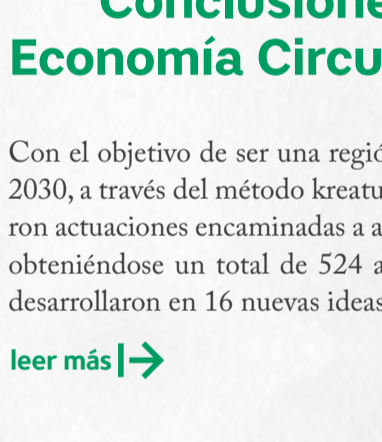 Conclusione
Economía Circu
Con el objetivo de ser una regió
2030, a través del método kreatu
ron actuaciones encaminadas a a
obteniéndose un total de 524 a
desarrollaron en 16 nuevas ideas
leer más